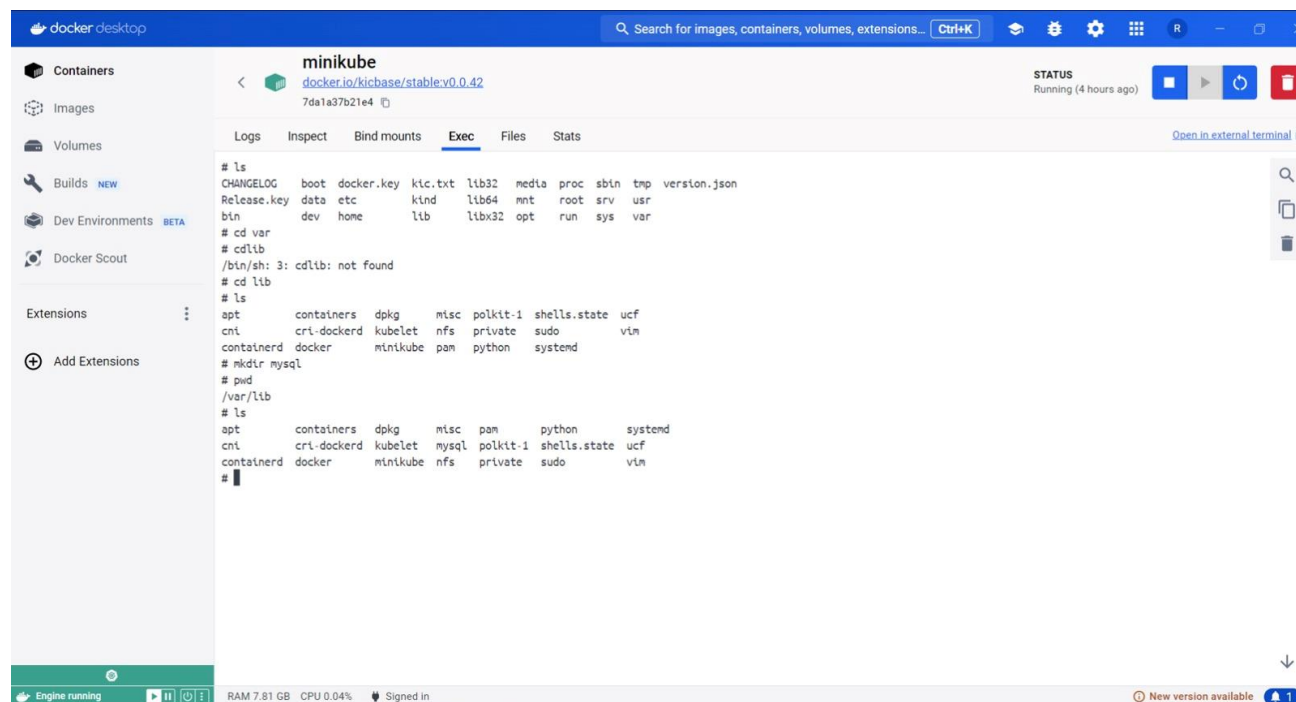 docker desktop
Search for images, containers, volumes, extensions... Ctrl+K
R
Containers
Images
Volumes
Builds NEW
Dev Environments BETA
Docker Scout
Extensions
Add Extensions
minikube
docker.io/kicbase/stable:v0.0.42
7da1a37b21e4
STATUS
Running (4 hours ago)
Logs Inspect Bind mounts Exec Files Stats
Open in external terminal
# ls
CHANGELOG boot docker.key kic.txt lib32 media proc sbin tmp version.json
Release.key data etc kind lib64 mnt root srv usr
bin dev home lib libx32 opt run sys var
# cd var
# cdlib
/bin/sh: 3: cdlib: not found
# cd lib
# ls
apt containers dpkg misc polkit-1 shells.state ucf
cni cri-dockerd kubelet nfs private sudo vim
containerd docker minikube pam python systemd
# mkdir mysql
# pwd
/var/lib
# ls
apt containers dpkg misc pam python systemd
cni cri-dockerd kubelet mysql polkit-1 shells.state ucf
containerd docker minikube nfs private sudo vim
#
Engine running
RAM 7.81 GB CPU 0.04% Signed in
New version available 1